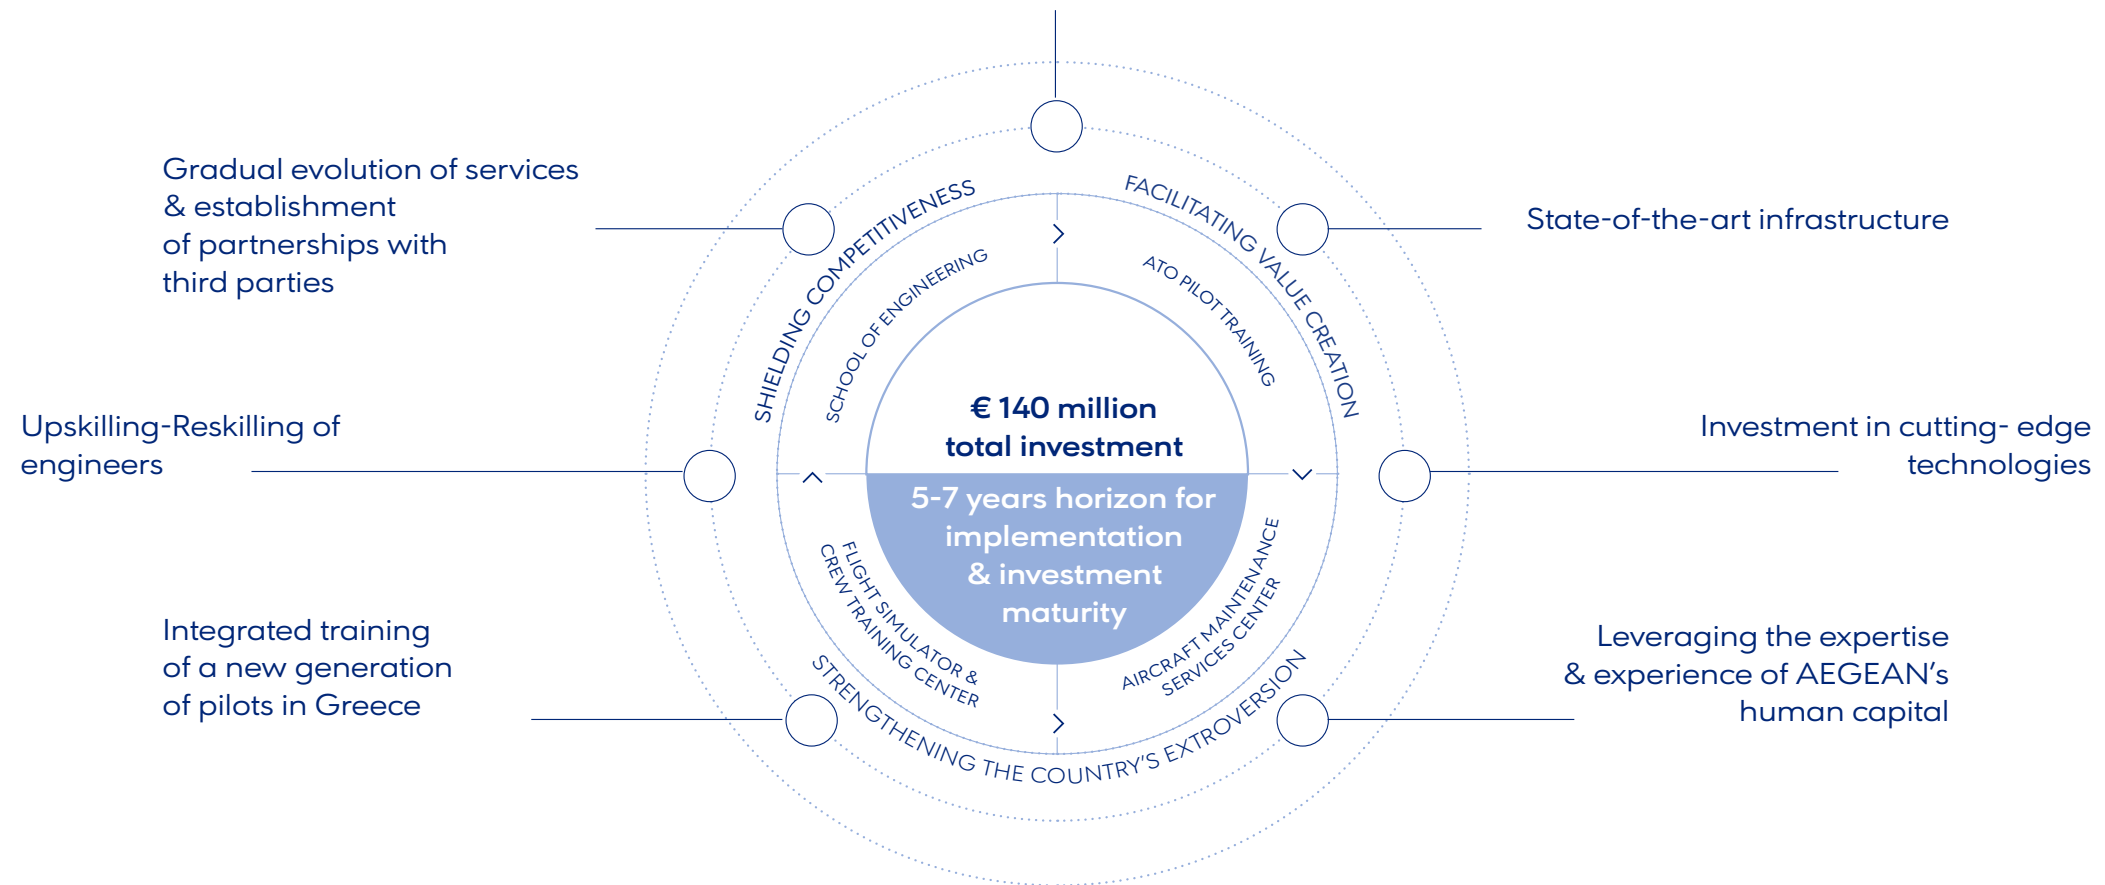 Gradual evolution of services
& establishment
of partnerships with
third parties
Upskilling-Reskilling of
engineers
Integrated training
of a new generation
of pilots in Greece
SHIELDING COMPETITIVENESS
FACILITATING VALUE CREATION
STRENGTHENING THE COUNTRY'S EXTROVERSION
SCHOOL OF ENGINEERING
ATO PILOT TRAINING
FLIGHT SIMULATOR &
CREW TRAINING CENTER
AIRCRAFT MAINTENANCE
SERVICES CENTER
€ 140 million
total investment
5-7 years horizon for
implementation
& investment
maturity
State-of-the-art infrastructure
Investment in cutting- edge
technologies
Leveraging the expertise
& experience of AEGEAN's
human capital